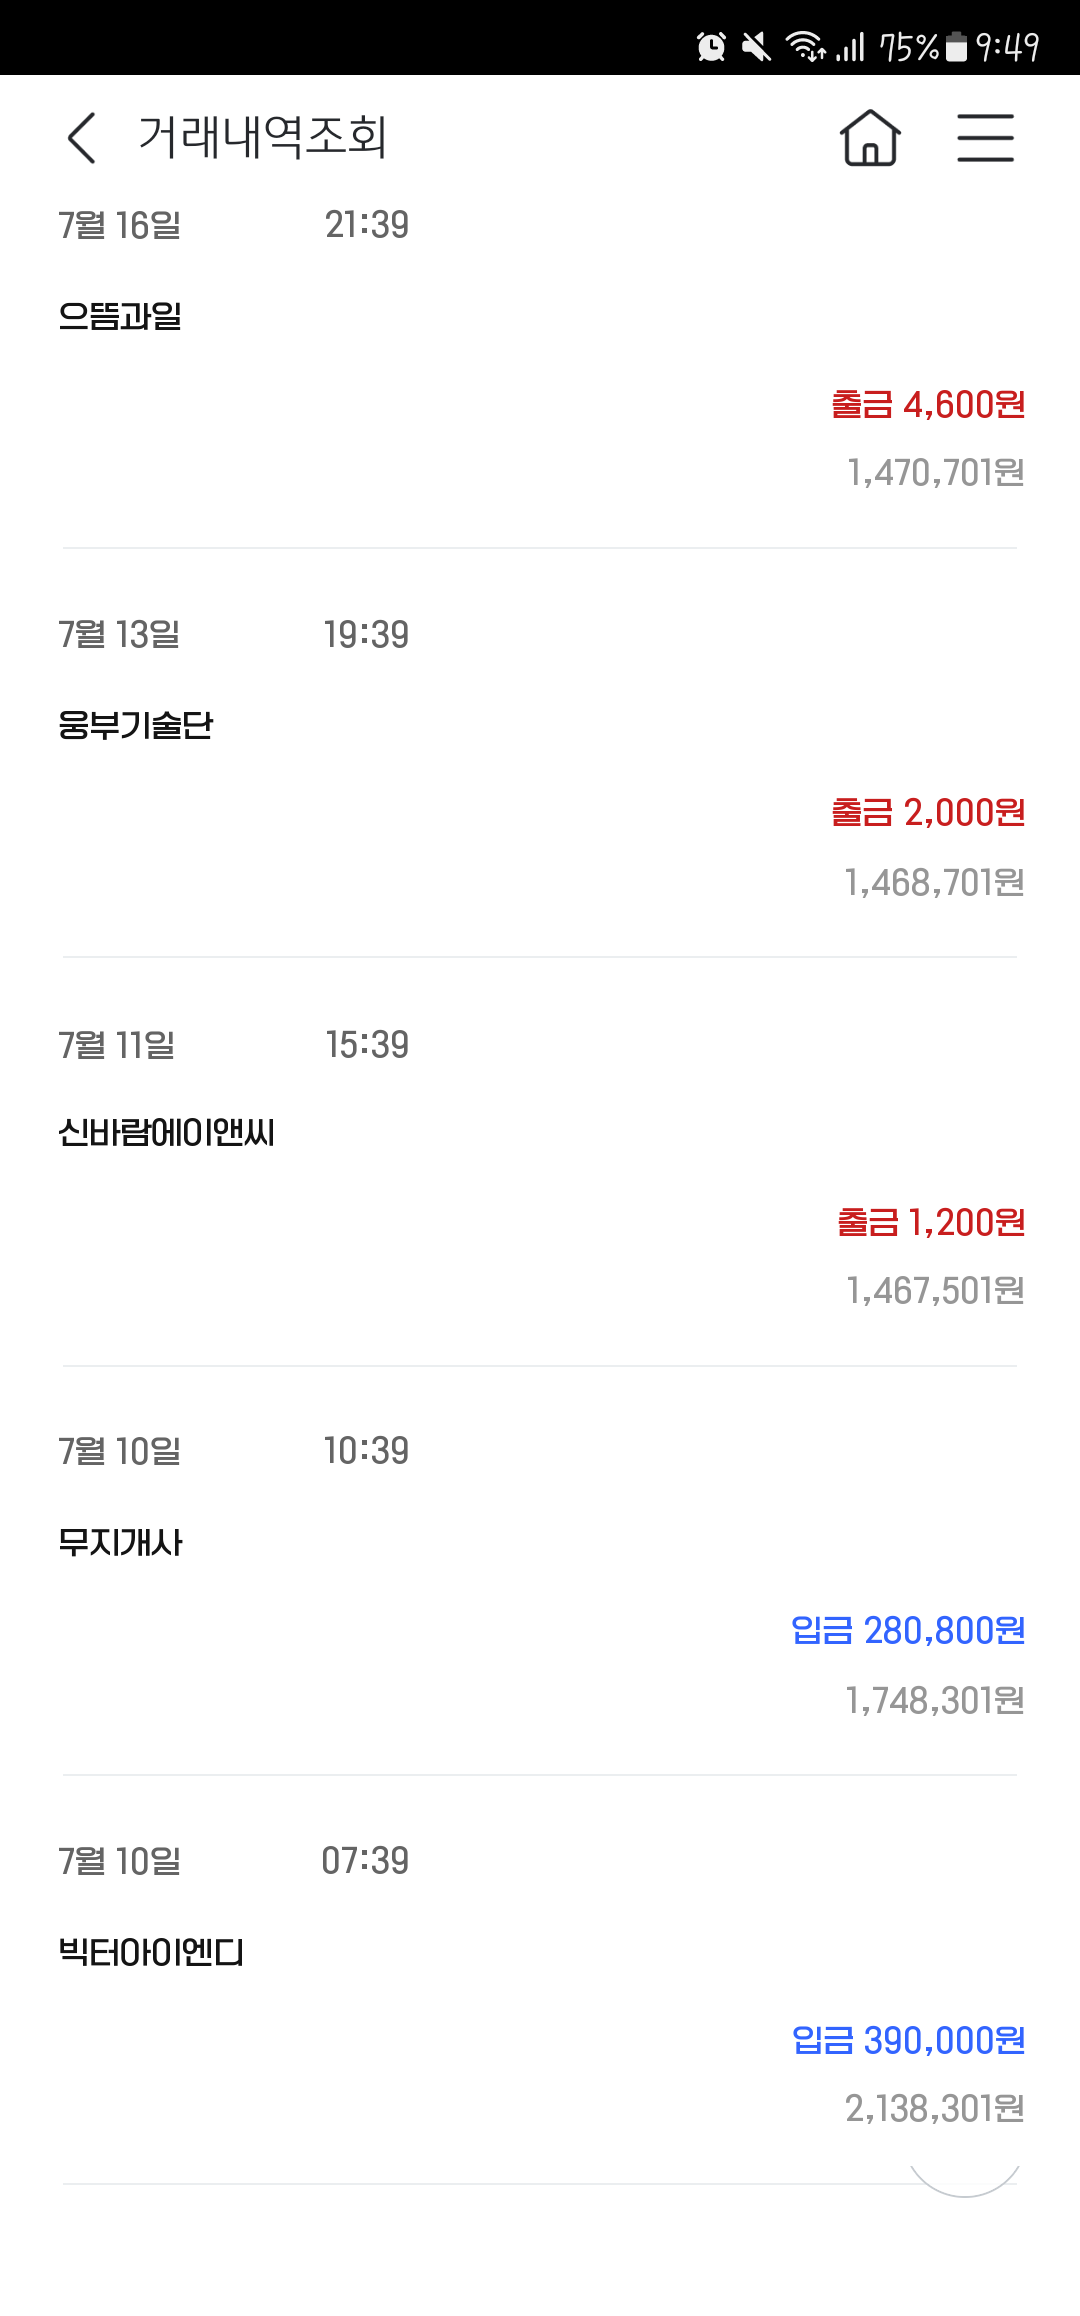 75% 9:49
거래내역조회
7월 16일 21:39
으뜸과일
출금 4,600원
1,470,701원
7월 13일 19:39
웅부기술단
출금 2,000원
1,468,701원
7월 11일 15:39
신바람에이앤씨
출금 1,200원
1,467,501원
7월 10일 10:39
무지개사
입금 280,800원
1,748,301원
7월 10일 07:39
빅터아이엔디
입금 390,000원
2,138,301원